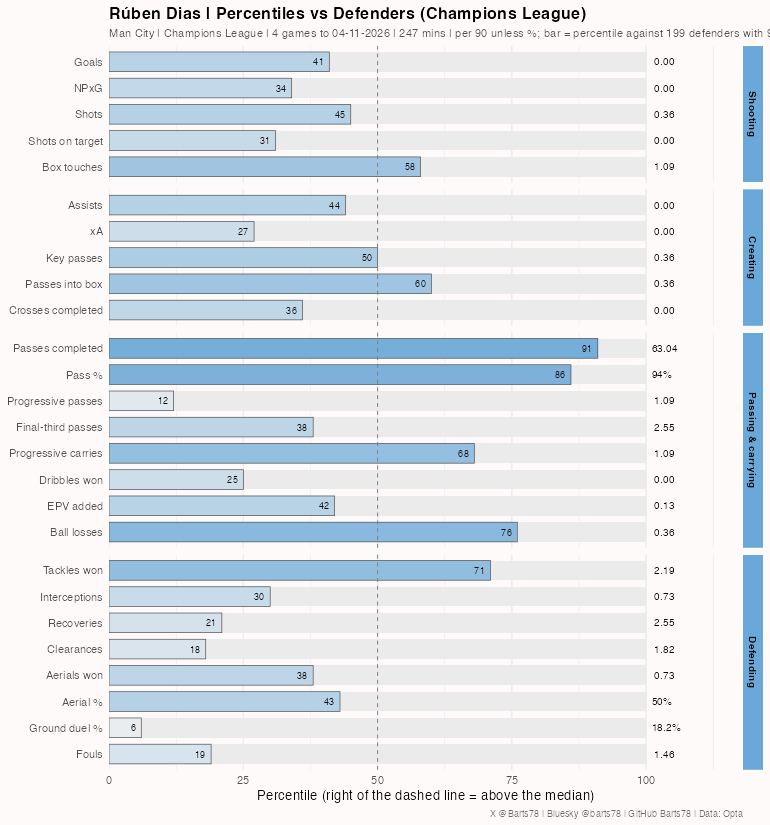 Rúben Dias | Percentiles vs Defenders (Champions League)
Man City | Champions League | 4 games to 04-11-2026 | 247 mins | per 90 unless %; bar = percentile against 199 defenders with 9
Goals 41 0.00
NPxG 34 0.00
Shots 45 0.36
Shots on target 31 0.00
Box touches 58 1.09
Shooting
Assists 44 0.00
xA 27 0.00
Key passes 50 0.36
Passes into box 60 0.36
Crosses completed 36 0.00
Creating
Passes completed 91 63.04
Pass % 86 94%
Progressive passes 12 1.09
Final-third passes 38 2.55
Progressive carries 68 1.09
Dribbles won 25 0.00
EPV added 42 0.13
Ball losses 76 0.36
Passing & carrying
Tackles won 71 2.19
Interceptions 30 0.73
Recoveries 21 2.55
Clearances 18 1.82
Aerials won 38 0.73
Aerial % 43 50%
Ground duel % 6 18.2%
Fouls 19 1.46
Defending
0 25 50 75 100
Percentile (right of the dashed line = above the median)
X @Barts78 | Bluesky @barts78 | GitHub Barts78 | Data: Opta